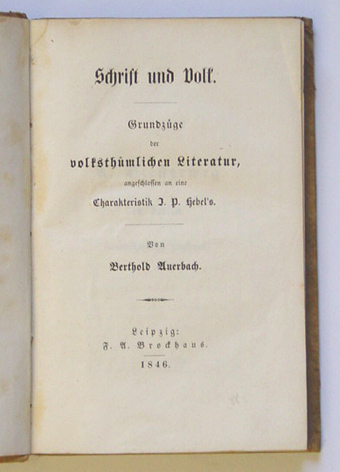 Schrift und Volk.
Grundzüge
der
volksthümlichen Literatur,
angeschlossen an eine
Charakteristik J. P. Hebel's.
Von
Berthold Auerbach.
Leipzig:
F. A. Brockhaus.
1846.